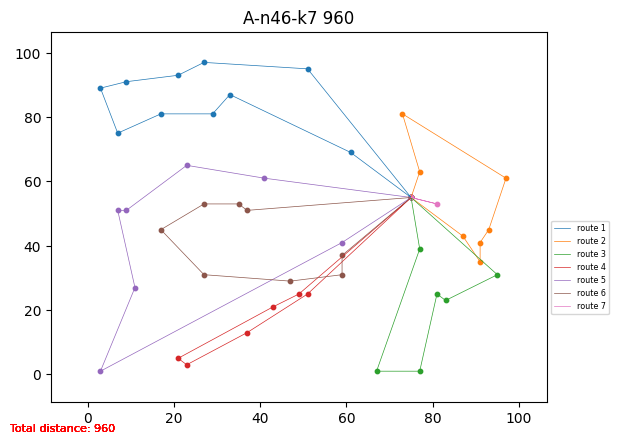 A-n46-k7 960
100
80
60
40
20
0
0 20 40 60 80 100
route 1
route 2
route 3
route 4
route 5
route 6
route 7
Total distance: 960